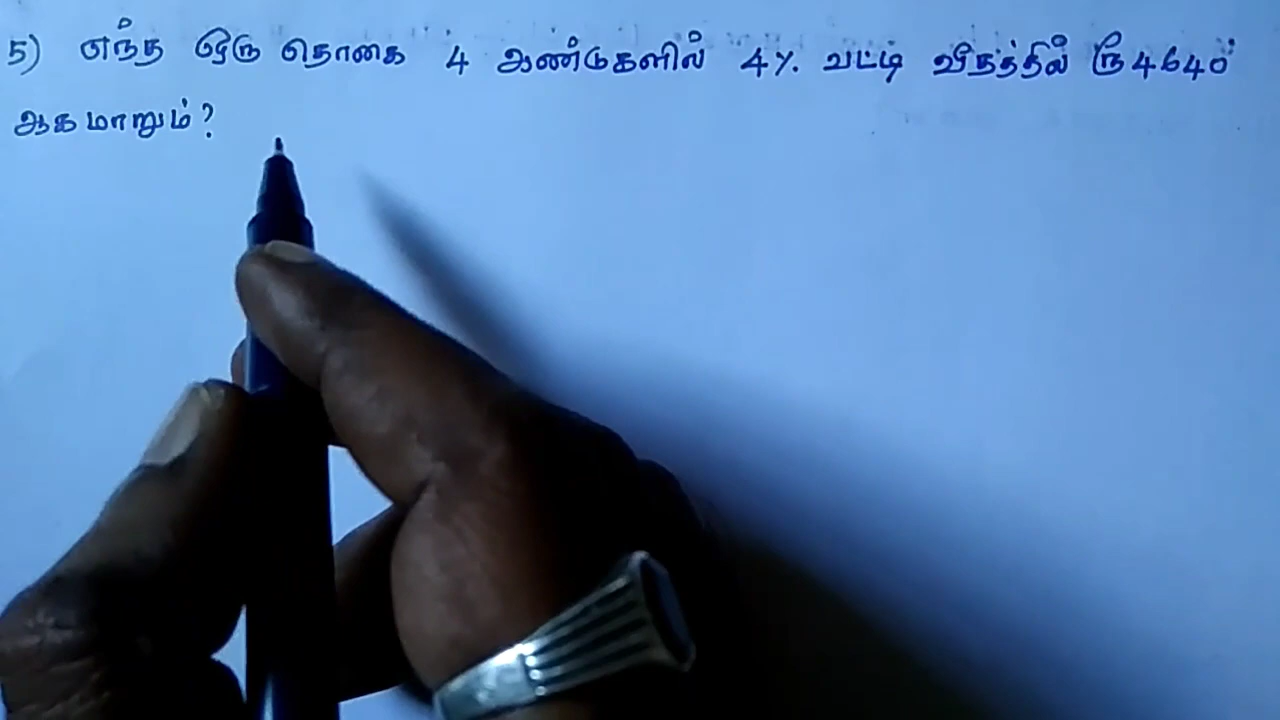 5) எந்த ஒரு தொகை 4 ஆண்டுகளில் 4% வட்டி வீதத்தில் ரூ 4640
ஆக மாறும்?